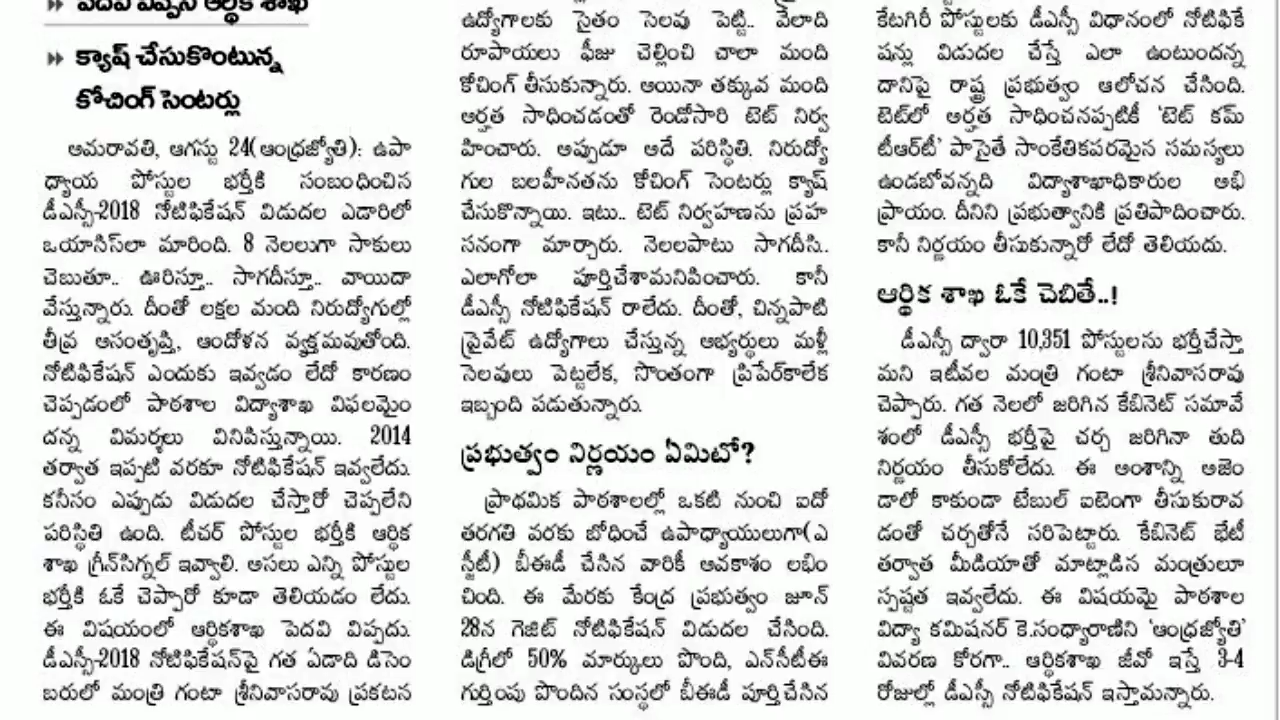 పెదవి విప్పని ఆర్థిక శాఖ
క్యాష్ చేసుకొంటున్న
కోచింగ్ సెంటర్లు
అమరావతి, ఆగస్టు 24(ఆంధ్రజ్యోతి): ఉపా
ధ్యాయ పోస్టుల భర్తీకి సంబంధించిన
డీఎస్సీ-2018 నోటిఫికేషన్ విడుదల ఎడారిలో
ఒయాసిస్‌లా మారింది. 8 నెలలుగా సాకులు
చెబుతూ.. ఊరిస్తూ.. సాగదీస్తూ.. వాయిదా
వేస్తున్నారు. దీంతో లక్షల మంది నిరుద్యోగుల్లో
తీవ్ర అసంతృప్తి, ఆందోళన వ్యక్తమవుతోంది.
నోటిఫికేషన్ ఎందుకు ఇవ్వడం లేదో కారణం
చెప్పడంలో పాఠశాల విద్యాశాఖ విఫలమైం
దన్న విమర్శలు వినిపిస్తున్నాయి. 2014
తర్వాత ఇప్పటి వరకూ నోటిఫికేషన్ ఇవ్వలేదు.
కనీసం ఎప్పుడు విడుదల చేస్తారో చెప్పలేని
పరిస్థితి ఉంది. టీచర్ పోస్టుల భర్తీకి ఆర్థిక
శాఖ గ్రీన్‌సిగ్నల్ ఇవ్వాలి. అసలు ఎన్ని పోస్టుల
భర్తీకి ఓకే చెప్పారో కూడా తెలియడం లేదు.
ఈ విషయంలో ఆర్థికశాఖ పెదవి విప్పదు.
డీఎస్సీ-2018 నోటిఫికేషన్‌పై గత ఏడాది డిసెం
బరులో మంత్రి గంటా శ్రీనివాసరావు ప్రకటన
ఉద్యోగాలకు సైతం సెలవు పెట్టి.. వేలాది
రూపాయలు ఫీజు చెల్లించి చాలా మంది
కోచింగ్ తీసుకున్నారు. ఆయినా తక్కువ మంది
అర్హత సాధించడంతో రెండోసారి టెట్ నిర్వ
హించారు. అప్పుడూ అదే పరిస్థితి. నిరుద్యో
గుల బలహీనతను కోచింగ్ సెంటర్లు క్యాష్
చేసుకొన్నాయి. ఇటు.. టెట్ నిర్వహణను ప్రహ
సనంగా మార్చారు. నెలలపాటు సాగదీసి..
ఎలాగోలా పూర్తిచేశామనిపించారు. కానీ
డీఎస్సీ నోటిఫికేషన్ రాలేదు. దీంతో, చిన్నపాటి
ప్రైవేట్ ఉద్యోగాలు చేస్తున్న అభ్యర్థులు మళ్లీ
సెలవులు పెట్టలేక, సొంతంగా ప్రిపేర్‌కాలేక
ఇబ్బంది పడుతున్నారు.
ప్రభుత్వం నిర్ణయం ఏమిటో?
ప్రాథమిక పాఠశాలల్లో ఒకటి నుంచి ఐదో
తరగతి వరకు బోధించే ఉపాధ్యాయులుగా(ఎ
స్జీటీ) బీఈడీ చేసిన వారికీ అవకాశం లభిం
చింది. ఈ మేరకు కేంద్ర ప్రభుత్వం జూన్
28న గెజిట్ నోటిఫికేషన్ విడుదల చేసింది.
డిగ్రీలో 50% మార్కులు పొంది, ఎన్‌సీటీఈ
గుర్తింపు పొందిన సంస్థలో బీఈడీ పూర్తిచేసిన
కేటగిరీ పోస్టులకు డీఎస్సీ విధానంలో నోటిఫికే
షన్లు విడుదల చేస్తే ఎలా ఉంటుందన్న
దానిపై రాష్ట్ర ప్రభుత్వం ఆలోచన చేసింది.
టెట్‌లో అర్హత సాధించనప్పటికీ ‘టెట్ కమ్
టీఆర్‌టీ’ పాసైతే సాంకేతికపరమైన సమస్యలు
ఉండబోవన్నది విద్యాశాఖాధికారుల అభి
ప్రాయం. దీనిని ప్రభుత్వానికి ప్రతిపాదించారు.
కానీ నిర్ణయం తీసుకున్నారో లేదో తెలియదు.
ఆర్థిక శాఖ ఓకే చెబితే..!
డీఎస్సీ ద్వారా 10,351 పోస్టులను భర్తీచేస్తా
మని ఇటీవల మంత్రి గంటా శ్రీనివాసరావు
చెప్పారు. గత నెలలో జరిగిన కేబినెట్ సమావే
శంలో డీఎస్సీ భర్తీపై చర్చ జరిగినా తుది
నిర్ణయం తీసుకోలేదు. ఈ అంశాన్ని అజెం
డాలో కాకుండా టేబుల్ ఐటెంగా తీసుకురావ
డంతో చర్చతోనే సరిపెట్టారు. కేబినెట్ భేటీ
తర్వాత మీడియాతో మాట్లాడిన మంత్రులూ
స్పష్టత ఇవ్వలేదు. ఈ విషయమై పాఠశాల
విద్యా కమిషనర్ కె.సంధ్యారాణిని ‘ఆంధ్రజ్యోతి’
వివరణ కోరగా.. ఆర్థికశాఖ జీవో ఇస్తే 3-4
రోజుల్లో డీఎస్సీ నోటిఫికేషన్ ఇస్తామన్నారు.